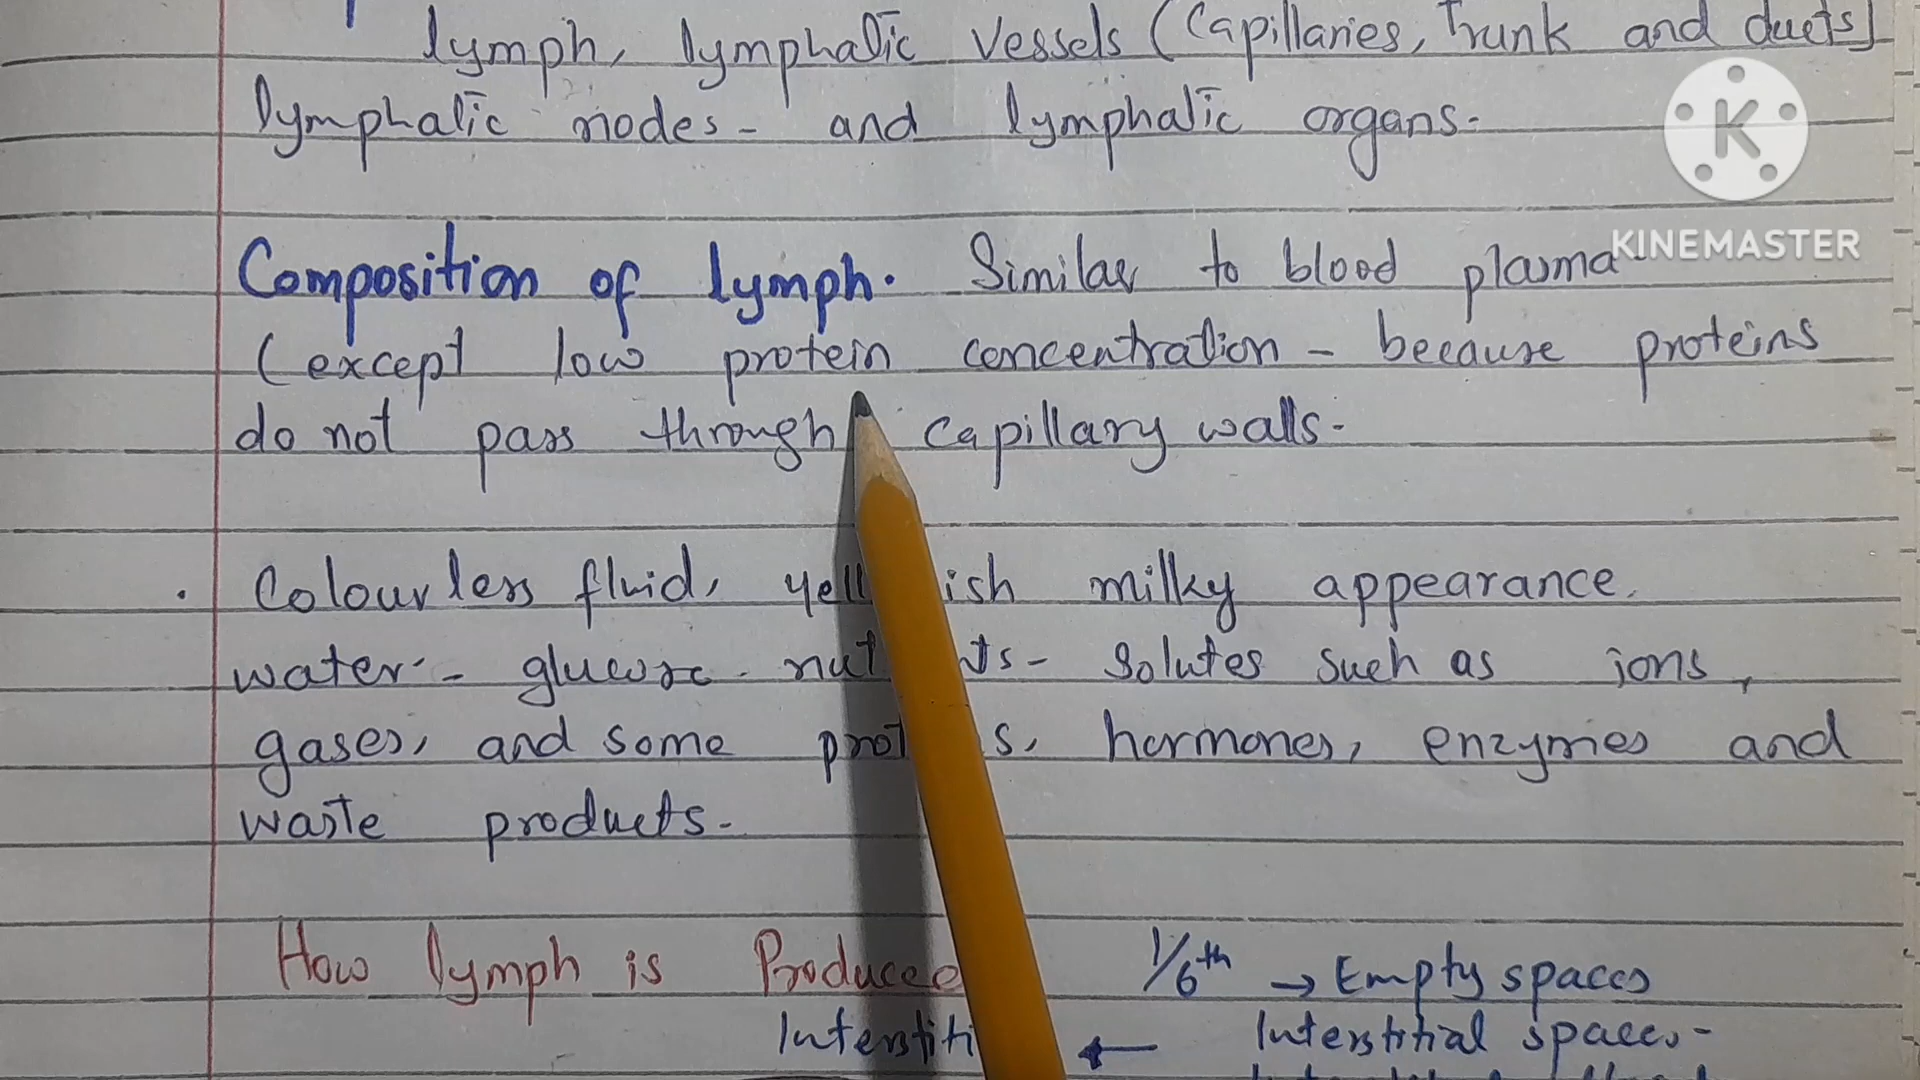 lymph, lymphatic vessels (Capillaries, Trunk and ducts)
lymphatic nodes - and lymphatic organs.
KINEMASTER
Composition of lymph. Similar to blood plasma
(except low protein concentration - because proteins
do not pass through capillary walls.
. Colourless fluid, yell ish milky appearance.
water - glucose - nut ts - Solutes such as ions,
gases, and some prot s, hormones, enzymes and
waste products.
How lymph is Produce 1/6th → Empty spaces
Interstiti ← Interstitial spaces -